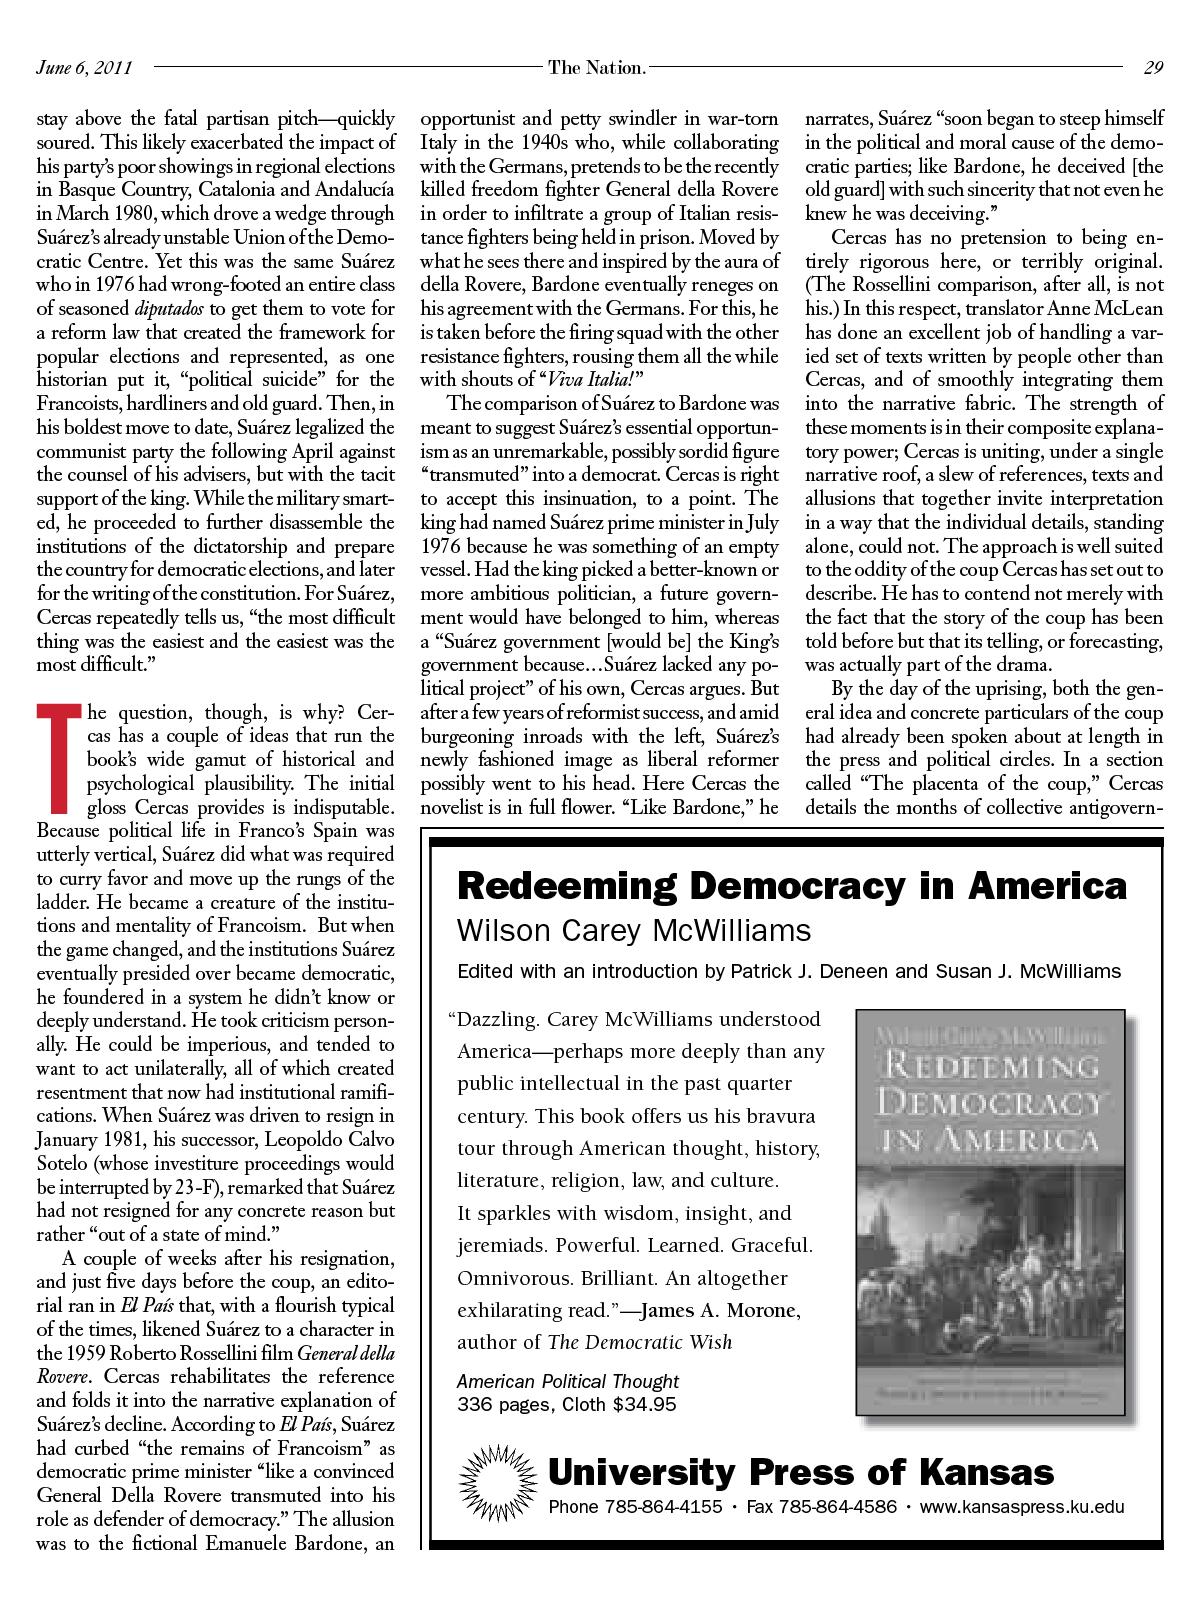 June 6, 2011
The Nation.
29
stay above the fatal partisan pitch—quickly
soured. This likely exacerbated the impact of
his party’s poor showings in regional elections
in Basque Country, Catalonia and Andalucía
in March 1980, which drove a wedge through
Suárez’s already unstable Union of the Demo-
cratic Centre. Yet this was the same Suárez
who in 1976 had wrong-footed an entire class
of seasoned diputados to get them to vote for
a reform law that created the framework for
popular elections and represented, as one
historian put it, “political suicide” for the
Francoists, hardliners and old guard. Then, in
his boldest move to date, Suárez legalized the
communist party the following April against
the counsel of his advisers, but with the tacit
support of the king. While the military smart-
ed, he proceeded to further disassemble the
institutions of the dictatorship and prepare
the country for democratic elections, and later
for the writing of the constitution. For Suárez,
Cercas repeatedly tells us, “the most difficult
thing was the easiest and the easiest was the
most difficult.”
The question, though, is why? Cer-
cas has a couple of ideas that run the
book’s wide gamut of historical and
psychological plausibility. The initial
gloss Cercas provides is indisputable.
Because political life in Franco’s Spain was
utterly vertical, Suárez did what was required
to curry favor and move up the rungs of the
ladder. He became a creature of the institu-
tions and mentality of Francoism. But when
the game changed, and the institutions Suárez
eventually presided over became democratic,
he foundered in a system he didn’t know or
deeply understand. He took criticism person-
ally. He could be imperious, and tended to
want to act unilaterally, all of which created
resentment that now had institutional ramifi-
cations. When Suárez was driven to resign in
January 1981, his successor, Leopoldo Calvo
Sotelo (whose investiture proceedings would
be interrupted by 23-F), remarked that Suárez
had not resigned for any concrete reason but
rather “out of a state of mind.”
A couple of weeks after his resignation,
and just five days before the coup, an edito-
rial ran in El País that, with a flourish typical
of the times, likened Suárez to a character in
the 1959 Roberto Rossellini film General della
Rovere. Cercas rehabilitates the reference
and folds it into the narrative explanation of
Suárez’s decline. According to El País, Suárez
had curbed “the remains of Francoism” as
democratic prime minister “like a convinced
General Della Rovere transmuted into his
role as defender of democracy.” The allusion
was to the fictional Emanuele Bardone, an
opportunist and petty swindler in war-torn
Italy in the 1940s who, while collaborating
with the Germans, pretends to be the recently
killed freedom fighter General della Rovere
in order to infiltrate a group of Italian resis-
tance fighters being held in prison. Moved by
what he sees there and inspired by the aura of
della Rovere, Bardone eventually reneges on
his agreement with the Germans. For this, he
is taken before the firing squad with the other
resistance fighters, rousing them all the while
with shouts of “Viva Italia!”
The comparison of Suárez to Bardone was
meant to suggest Suárez’s essential opportun-
ism as an unremarkable, possibly sordid figure
“transmuted” into a democrat. Cercas is right
to accept this insinuation, to a point. The
king had named Suárez prime minister in July
1976 because he was something of an empty
vessel. Had the king picked a better-known or
more ambitious politician, a future govern-
ment would have belonged to him, whereas
a “Suárez government [would be] the King’s
government because…Suárez lacked any po-
litical project” of his own, Cercas argues. But
after a few years of reformist success, and amid
burgeoning inroads with the left, Suárez’s
newly fashioned image as liberal reformer
possibly went to his head. Here Cercas the
novelist is in full flower. “Like Bardone,” he
narrates, Suárez “soon began to steep himself
in the political and moral cause of the demo-
cratic parties; like Bardone, he deceived [the
old guard] with such sincerity that not even he
knew he was deceiving.”
Cercas has no pretension to being en-
tirely rigorous here, or terribly original.
(The Rossellini comparison, after all, is not
his.) In this respect, translator Anne McLean
has done an excellent job of handling a var-
ied set of texts written by people other than
Cercas, and of smoothly integrating them
into the narrative fabric. The strength of
these moments is in their composite explana-
tory power; Cercas is uniting, under a single
narrative roof, a slew of references, texts and
allusions that together invite interpretation
in a way that the individual details, standing
alone, could not. The approach is well suited
to the oddity of the coup Cercas has set out to
describe. He has to contend not merely with
the fact that the story of the coup has been
told before but that its telling, or forecasting,
was actually part of the drama.
By the day of the uprising, both the gen-
eral idea and concrete particulars of the coup
had already been spoken about at length in
the press and political circles. In a section
called “The placenta of the coup,” Cercas
details the months of collective antigovern-
Redeeming Democracy in America
Wilson Carey McWilliams
Edited with an introduction by Patrick J. Deneen and Susan J. McWilliams
“Dazzling. Carey McWilliams understood
America—perhaps more deeply than any
public intellectual in the past quarter
century. This book offers us his bravura
tour through American thought, history,
literature, religion, law, and culture.
It sparkles with wisdom, insight, and
jeremiads. Powerful. Learned. Graceful.
Omnivorous. Brilliant. An altogether
exhilarating read.”—James A. Morone,
author of The Democratic Wish
American Political Thought
336 pages, Cloth $34.95
REDEEMING
DEMOCRACY
IN AMERICA
University Press of Kansas
Phone 785-864-4155 • Fax 785-864-4586 • www.kansaspress.ku.edu